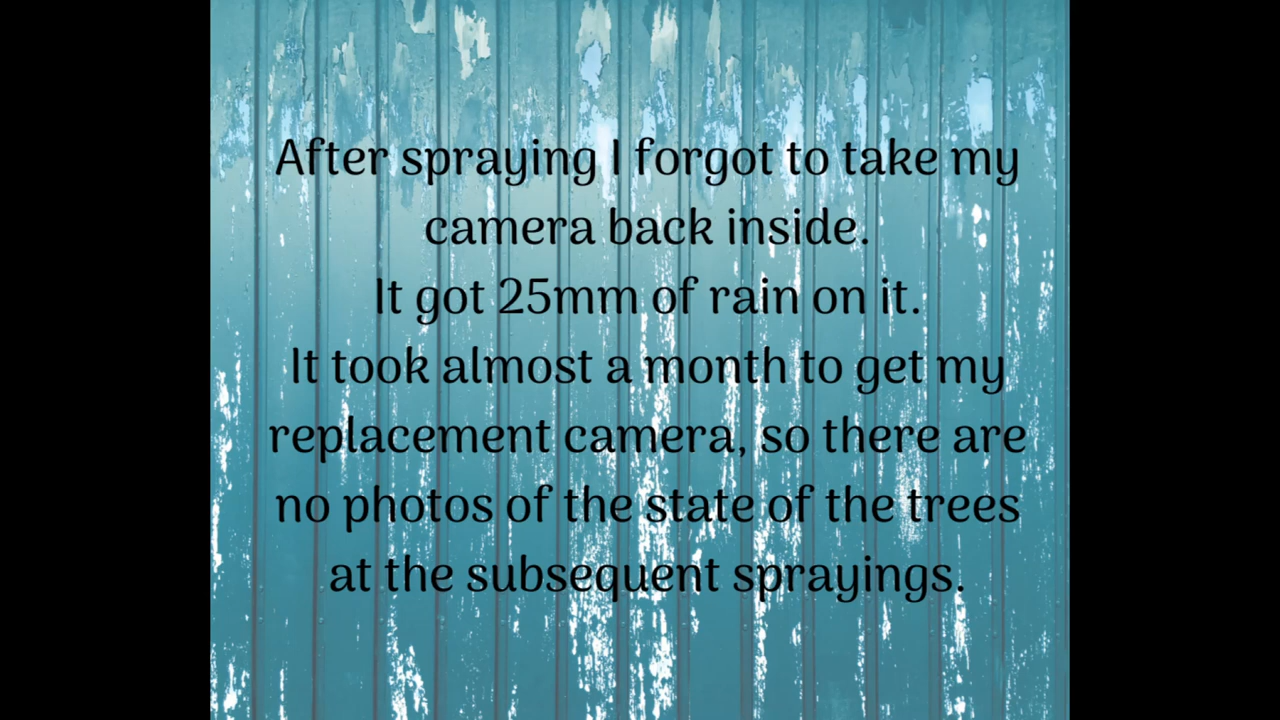 After spraying I forgot to take my
camera back inside.
It got 25mm of rain on it.
It took almost a month to get my
replacement camera, so there are
no photos of the state of the trees
at the subsequent sprayings.